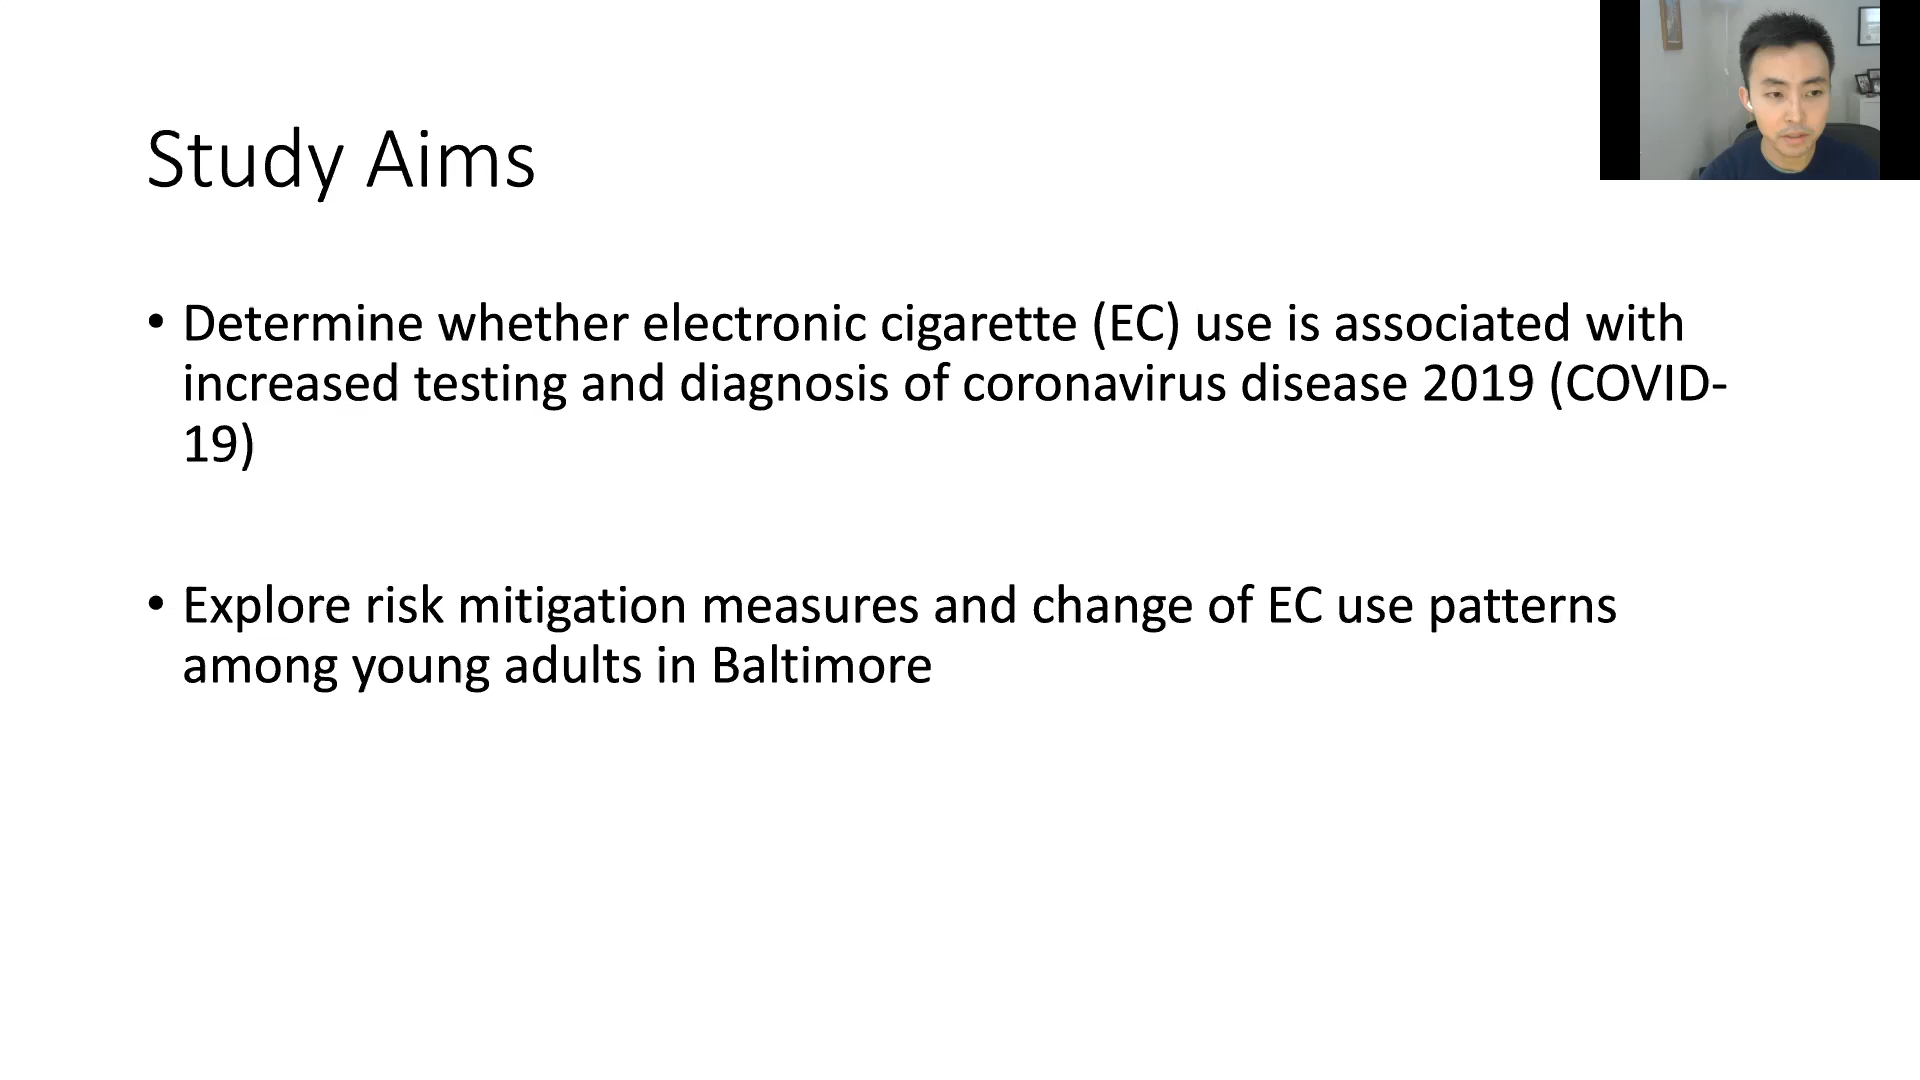 Study Aims
• Determine whether electronic cigarette (EC) use is associated with
increased testing and diagnosis of coronavirus disease 2019 (COVID-
19)
• Explore risk mitigation measures and change of EC use patterns
among young adults in Baltimore